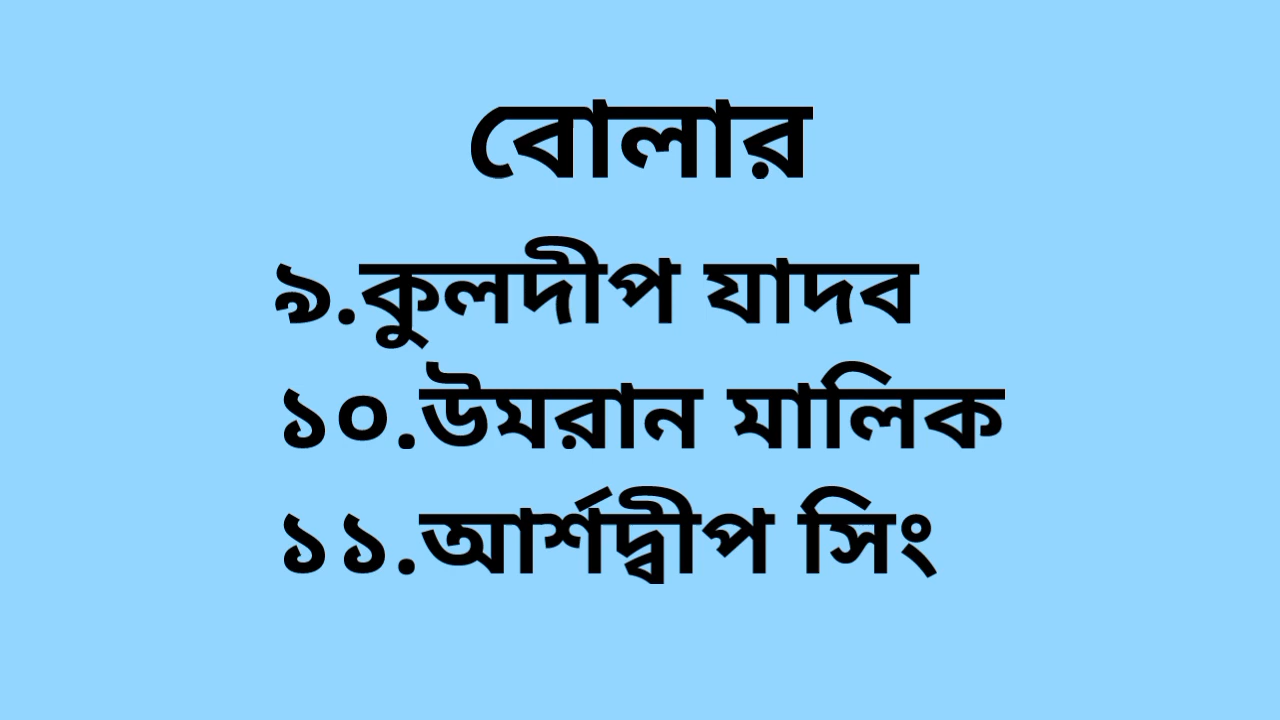 বোলার
৯.কুলদীপ যাদব
১০.উমরান মালিক
১১.আর্শদ্বীপ সিং